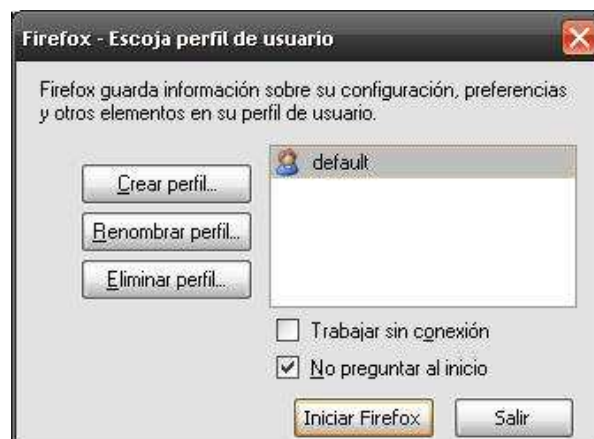 Firefox - Escoja perfil de usuario
Firefox guarda información sobre su configuración, preferencias
y otros elementos en su perfil de usuario.
default
Crear perfil...
Renombrar perfil...
Eliminar perfil...
Trabajar sin conexión
No preguntar al inicio
Iniciar Firefox
Salir